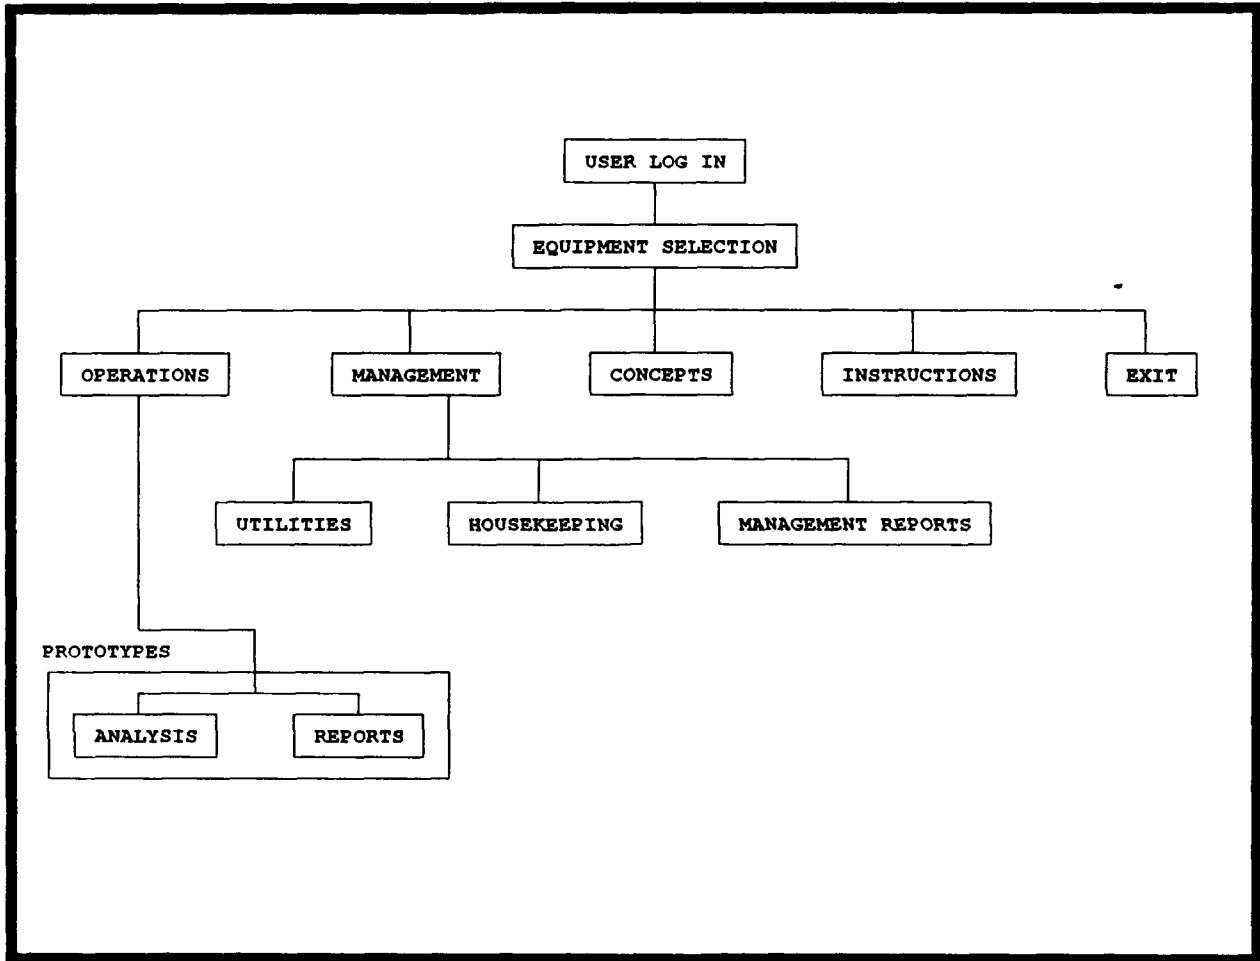 USER LOG IN
EQUIPMENT SELECTION
OPERATIONS
MANAGEMENT
CONCEPTS
INSTRUCTIONS
EXIT
UTILITIES
HOUSEKEEPING
MANAGEMENT REPORTS
PROTOTYPES
ANALYSIS
REPORTS